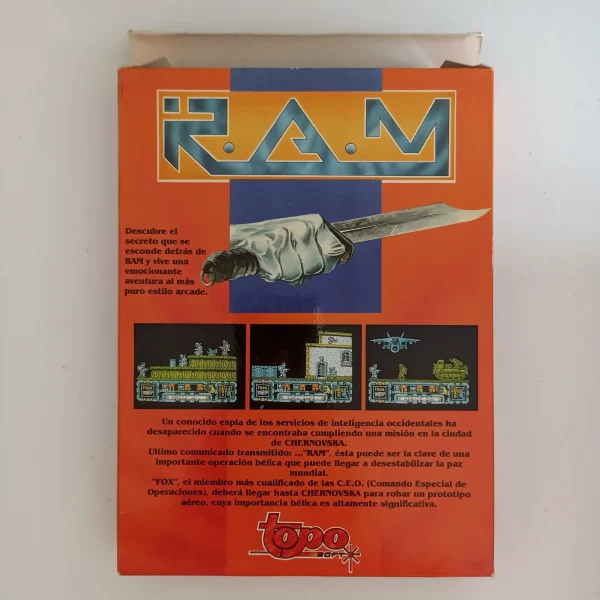 R.A.M
Descubre el
secreto que se
esconde detrás de
RAM y vive una
emocionante
aventura al más
puro estilo arcade.
Un conocido espía de los servicios de inteligencia occidentales ha
desaparecido cuando se encontraba cumpliendo una misión en la ciudad
de CHERNOVSKA.
Ultimo comunicado transmitido: ..."RAM", ésta puede ser la clave de una
importante operación bélica que puede llegar a desestabilizar la paz
mundial.
"FOX", el miembro más cualificado de las C.E.O. (Comando Especial de
Operaciones), deberá llegar hasta CHERNOVSKA para robar un prototipo
aéreo, cuya importancia bélica es altamente significativa.
topo
SOFT